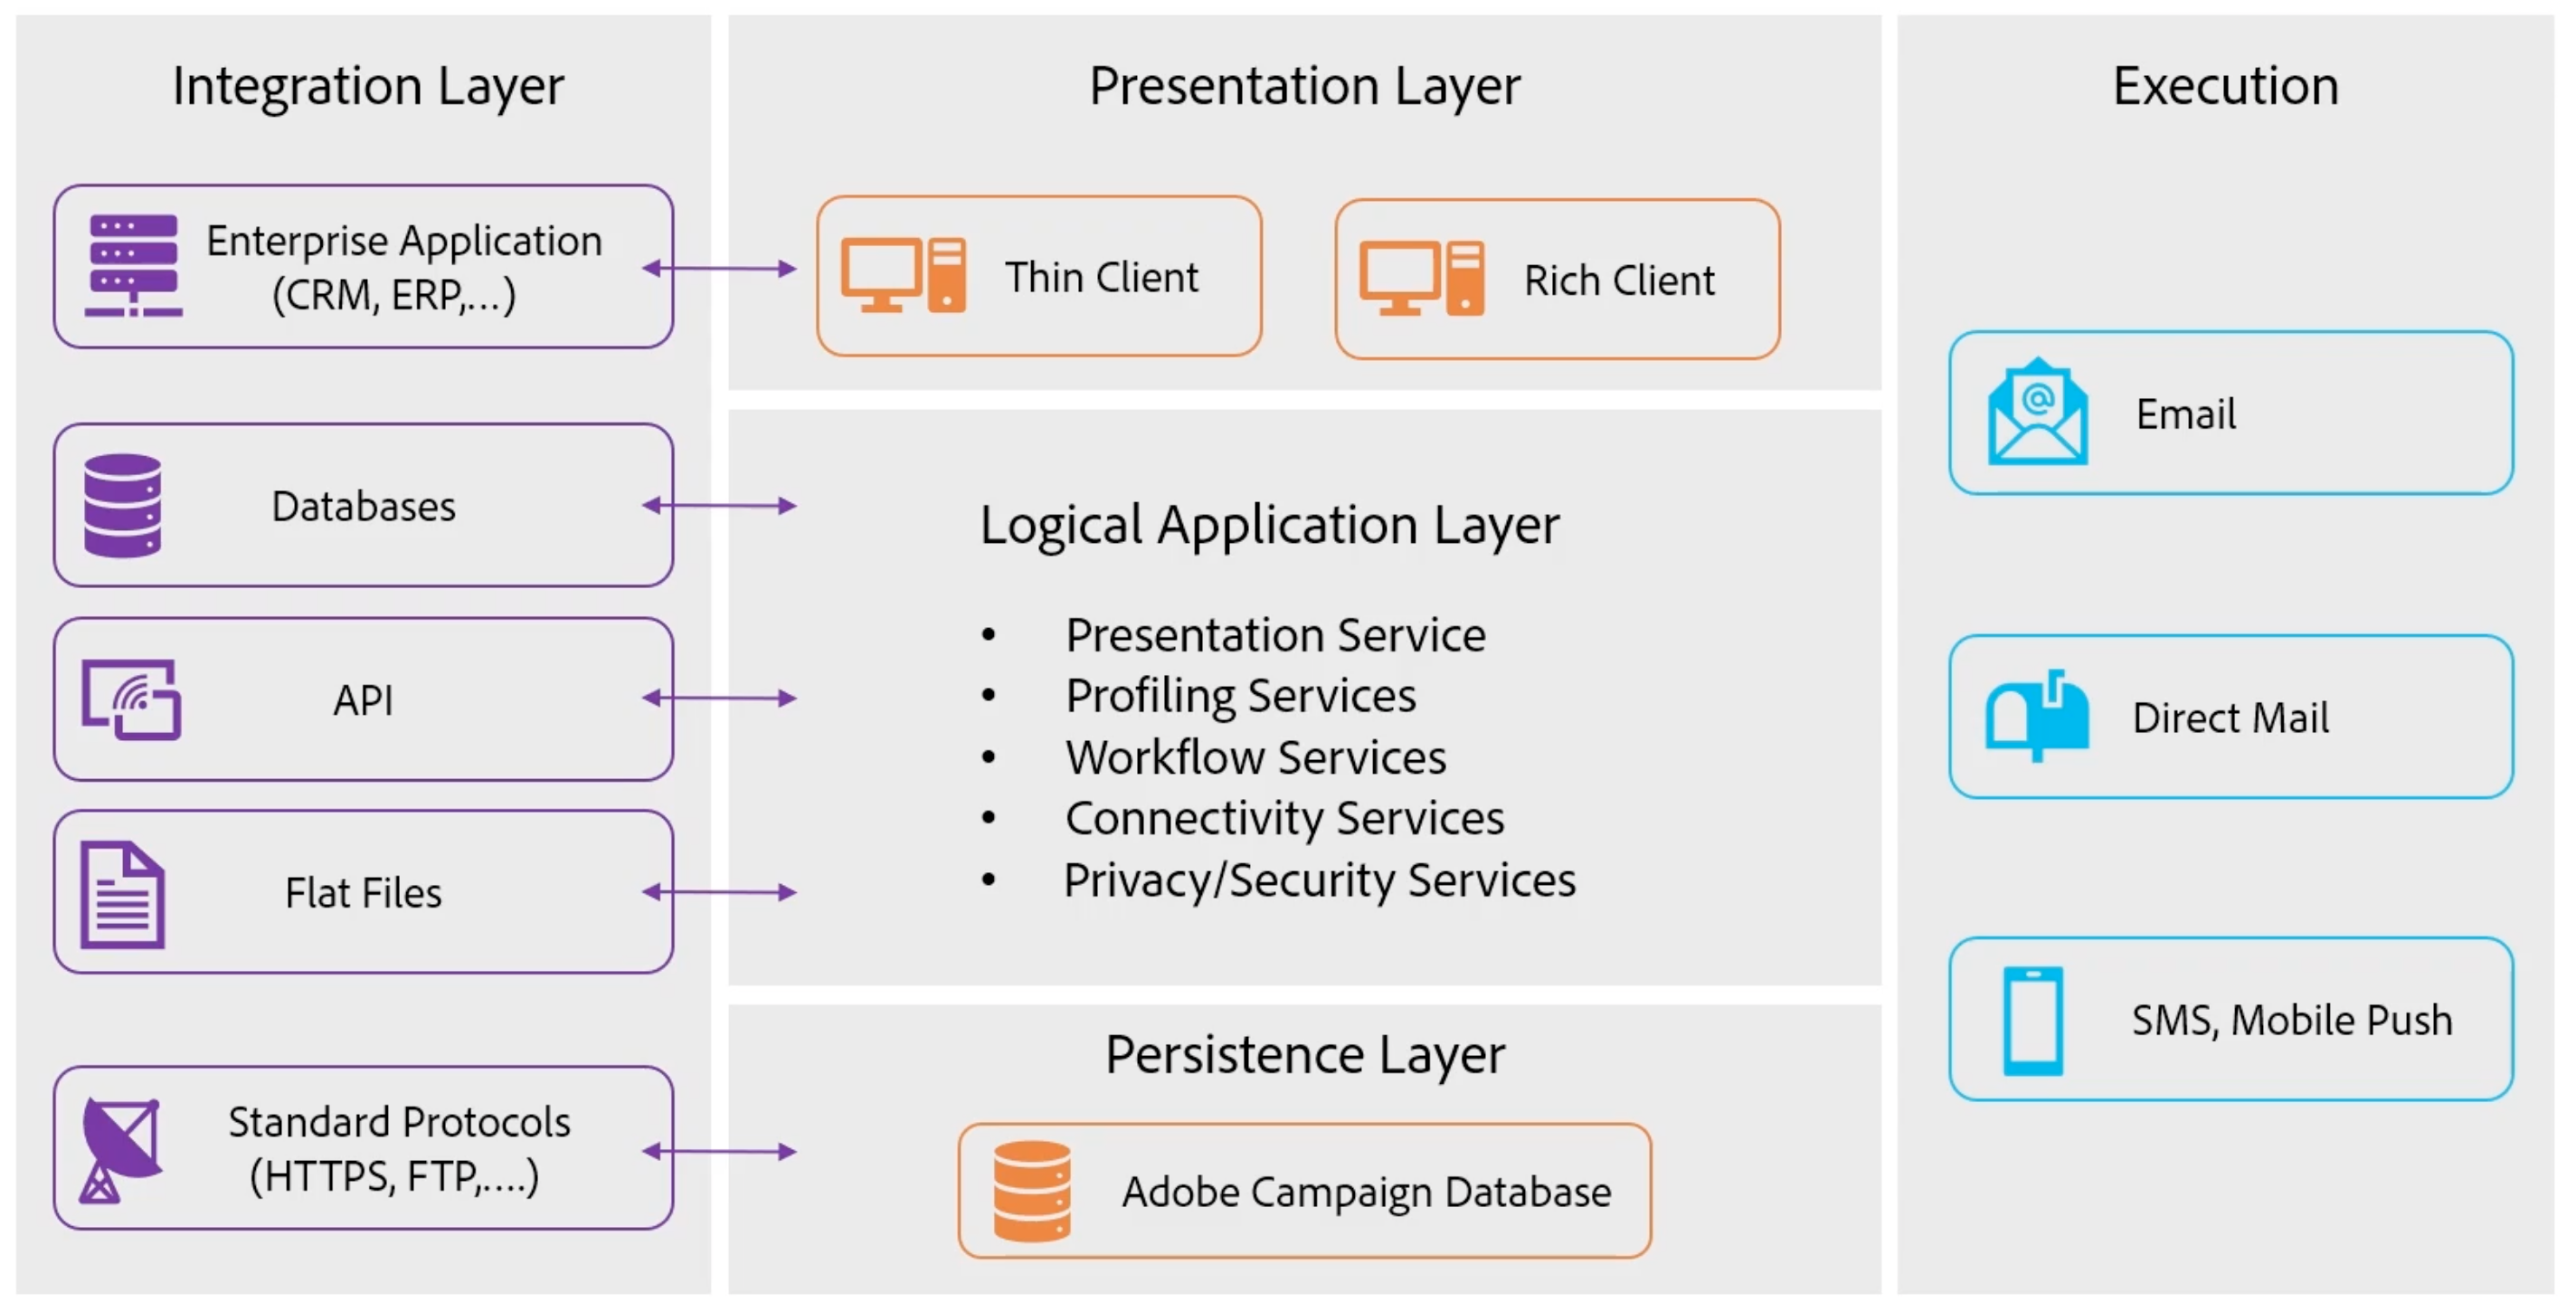 Integration Layer
Enterprise Application
(CRM, ERP,...)
Databases
API
Flat Files
Standard Protocols
(HTTPS, FTP,....)
Presentation Layer
Thin Client
Rich Client
Logical Application Layer
• Presentation Service
• Profiling Services
• Workflow Services
• Connectivity Services
• Privacy/Security Services
Persistence Layer
Adobe Campaign Database
Execution
@
Email
Direct Mail
SMS, Mobile Push